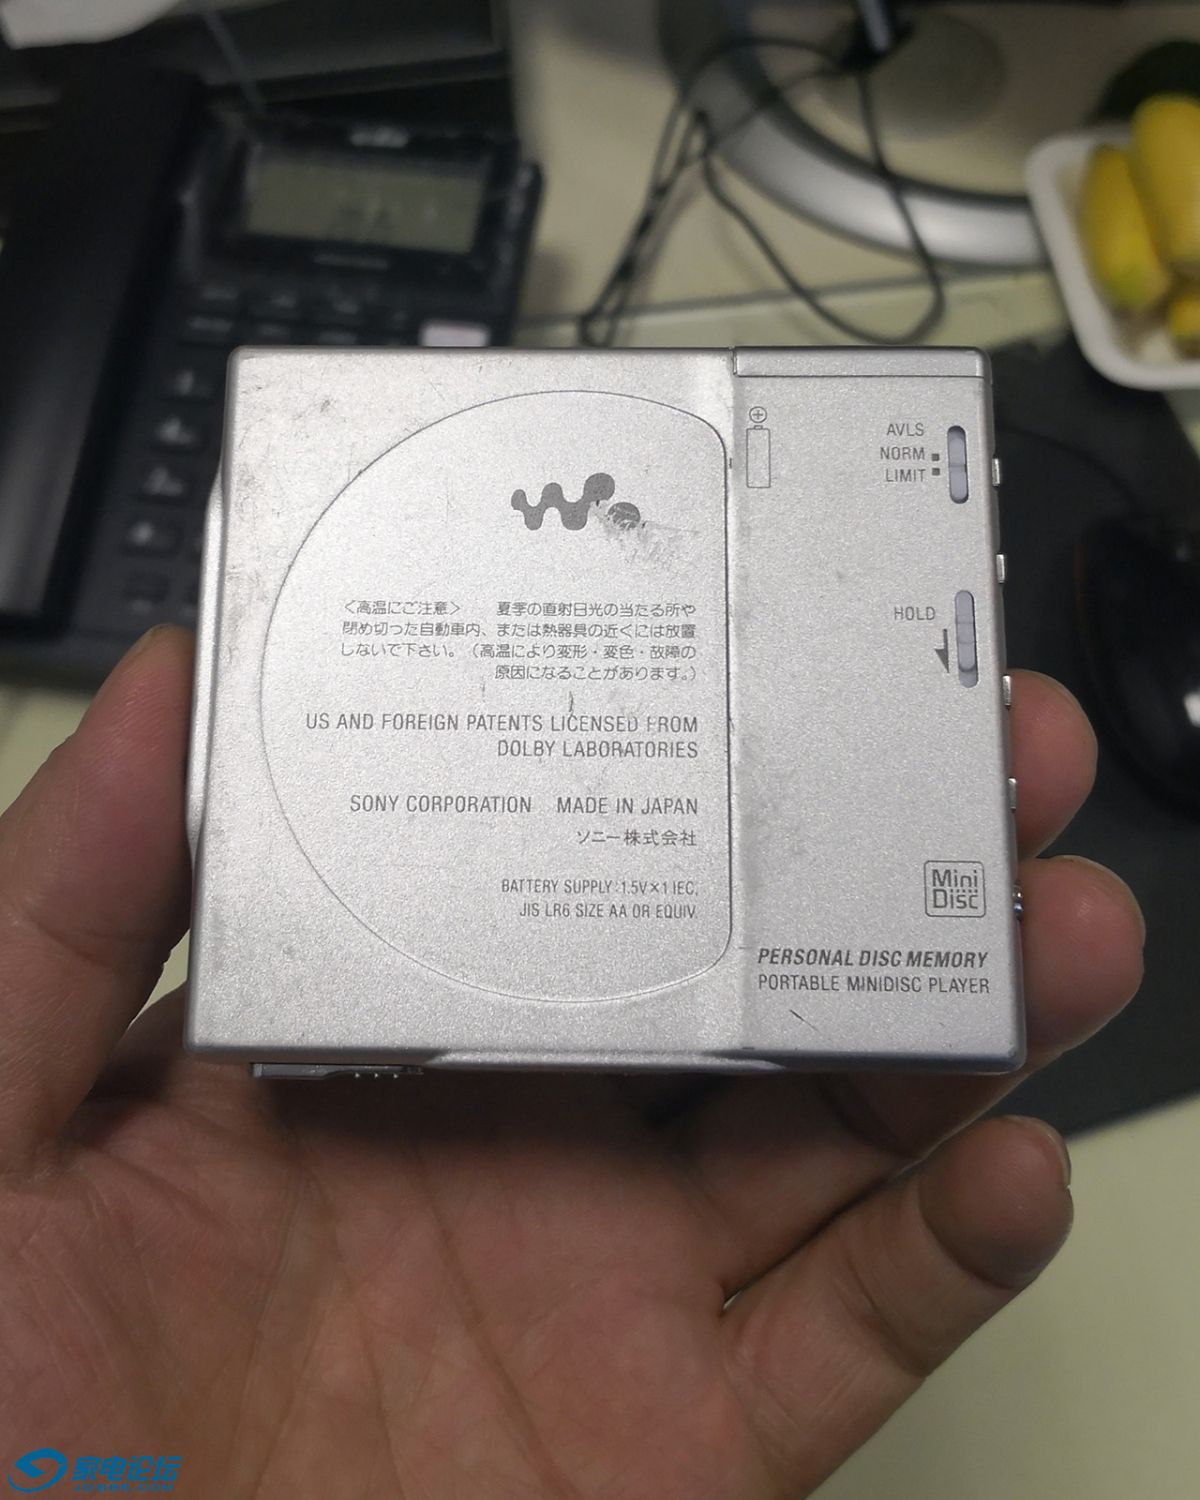 AVLS
NORM
LIMIT
HOLD
<高温にご注意> 夏季の直射日光の当たる所や
閉め切った自動車内、または熱器具の近くには放置
しないで下さい。(高温により変形・変色・故障の
原因になることがあります。)
US AND FOREIGN PATENTS LICENSED FROM
DOLBY LABORATORIES
SONY CORPORATION MADE IN JAPAN
ソニー株式会社
BATTERY SUPPLY:1.5V×1 IEC,
JIS LR6 SIZE AA OR EQUIV.
Mini
Disc
PERSONAL DISC MEMORY
PORTABLE MINIDISC PLAYER
家电论坛